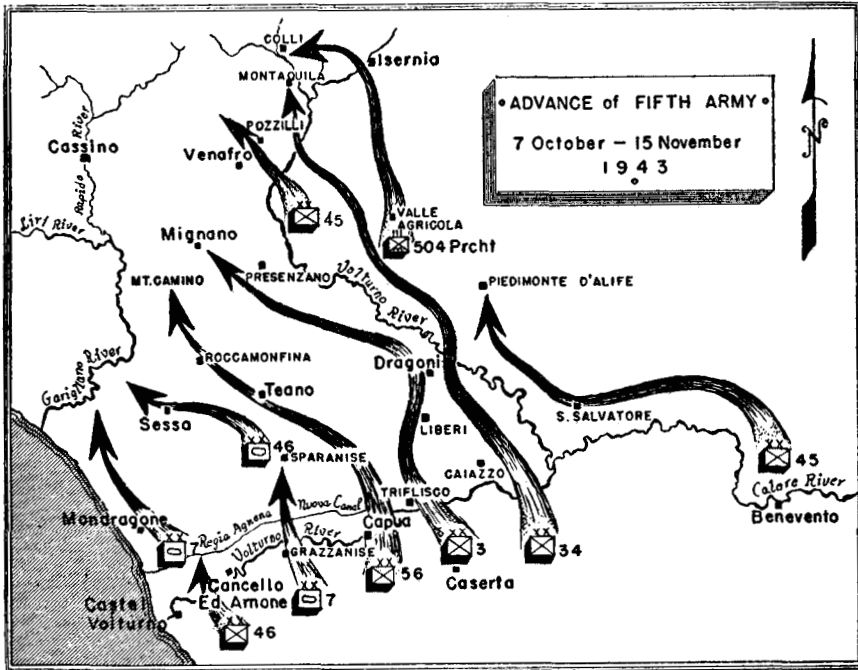 COLLI
Isernia
MONTAQUILA
• ADVANCE of FIFTH ARMY •
7 October — 15 November
1943
N
POZZILLI
Venafro
Cassino
Rapido River
45
VALLE
AGRICOLA
504 Prcht
Liri River
Mignano
PRESENZANO
Volturno River
PIEDIMONTE D'ALIFE
MT. CAMINO
Garigliano River
ROCCAMONFINA
Dragoni
Teano
Sessa
LIBERI
S. SALVATORE
46
SPARANISE
CAIAZZO
45
Calore River
Benevento
TRIFLISCO
Mondragone
7
Regia Agnena Nuova Canal
Capua
Volturno River
GRAZZANISE
3
34
56
Caserta
Cancello
Ed Arnone
7
Castel
Volturno
46